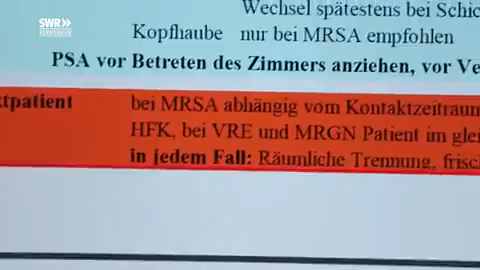 SWR»
Wechsel spätestens bei Schic
Kopfhaube nur bei MRSA empfohlen
PSA vor Betreten des Zimmers anziehen, vor Ve
ktpatient bei MRSA abhängig vom Kontaktzeitraum
HFK, bei VRE und MRGN Patient im glei
in jedem Fall: Räumliche Trennung, frisc